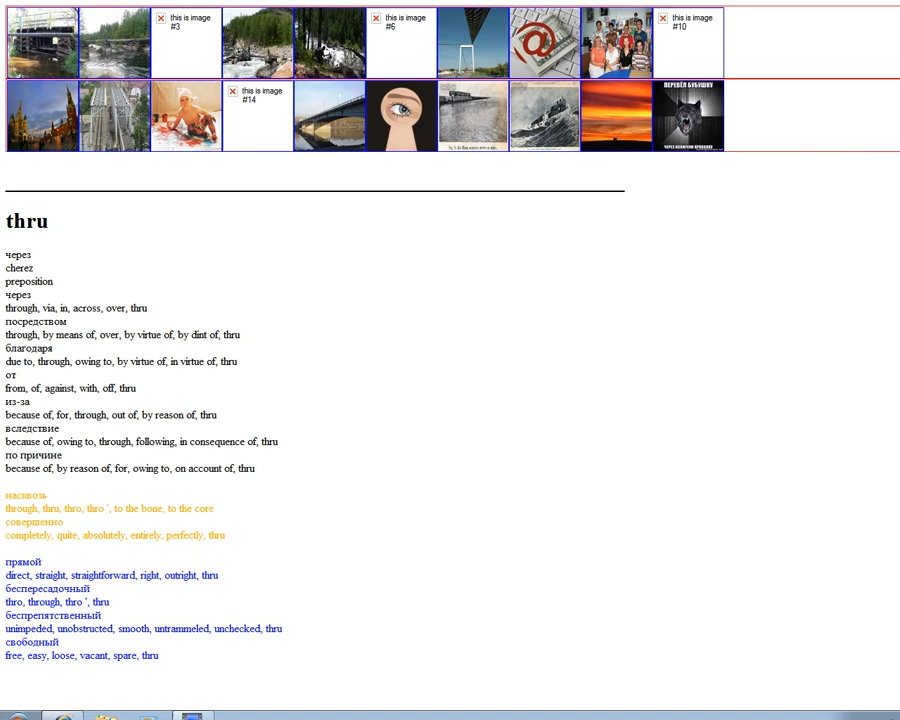 this is image
#3
this is image
#6
this is image
#10
this is image
#14
ПЕРЕВЁЛ БАБУШКУ
thru
через
cherez
preposition
через
through, via, in, across, over, thru
посредством
through, by means of, over, by virtue of, by dint of, thru
благодаря
due to, through, owing to, by virtue of, in virtue of, thru
от
from, of, against, with, off, thru
из-за
because of, for, through, out of, by reason of, thru
вследствие
because of, owing to, through, following, in consequence of, thru
по причине
because of, by reason of, for, owing to, on account of, thru
насквозь
through, thru, thro, thro ', to the bone, to the core
совершенно
completely, quite, absolutely, entirely, perfectly, thru
прямой
direct, straight, straightforward, right, outright, thru
беспересадочный
thro, through, thro ', thru
беспрепятственный
unimpeded, unobstructed, smooth, untrammeled, unchecked, thru
свободный
free, easy, loose, vacant, spare, thru